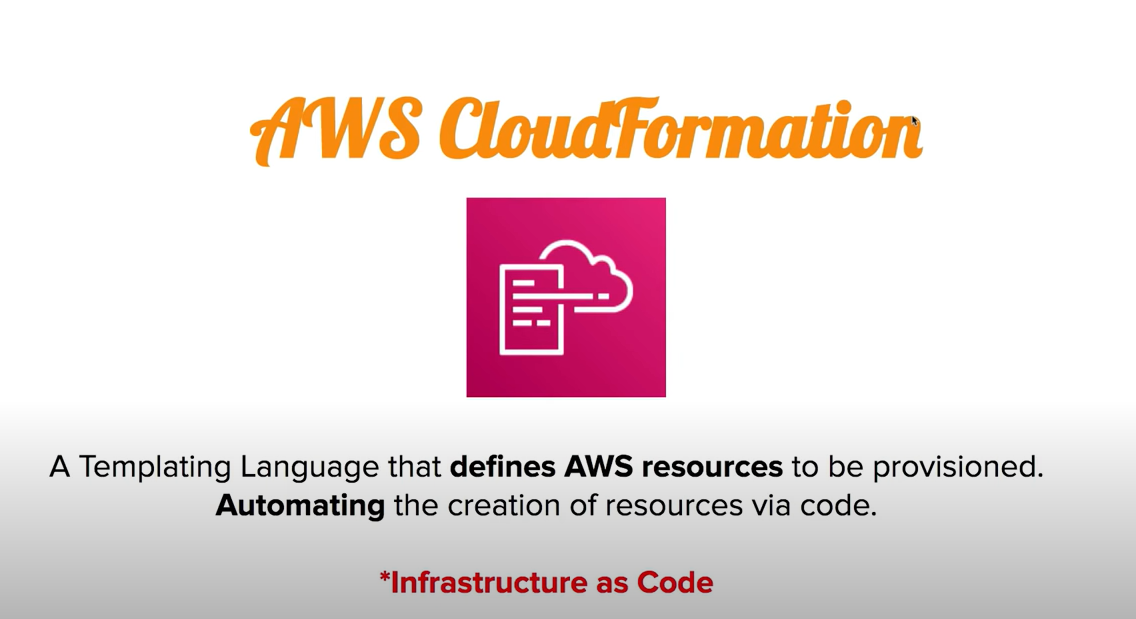 AWS CloudFormation
A Templating Language that defines AWS resources to be provisioned.
Automating the creation of resources via code.
*Infrastructure as Code